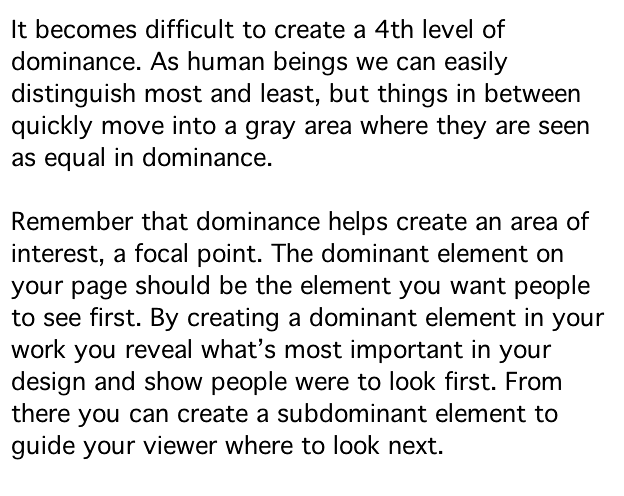 It becomes difficult to create a 4th level of
dominance. As human beings we can easily
distinguish most and least, but things in between
quickly move into a gray area where they are seen
as equal in dominance.
Remember that dominance helps create an area of
interest, a focal point. The dominant element on
your page should be the element you want people
to see first. By creating a dominant element in your
work you reveal what’s most important in your
design and show people were to look first. From
there you can create a subdominant element to
guide your viewer where to look next.